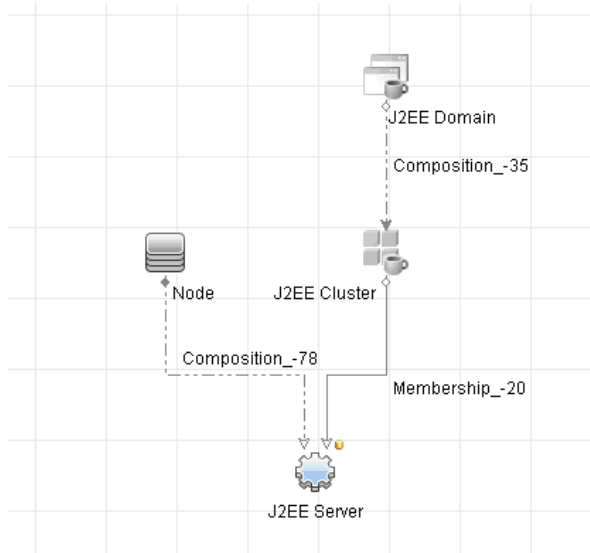 J2EE Domain
Composition_-35
Node
J2EE Cluster
Composition_-78
Membership_-20
J2EE Server